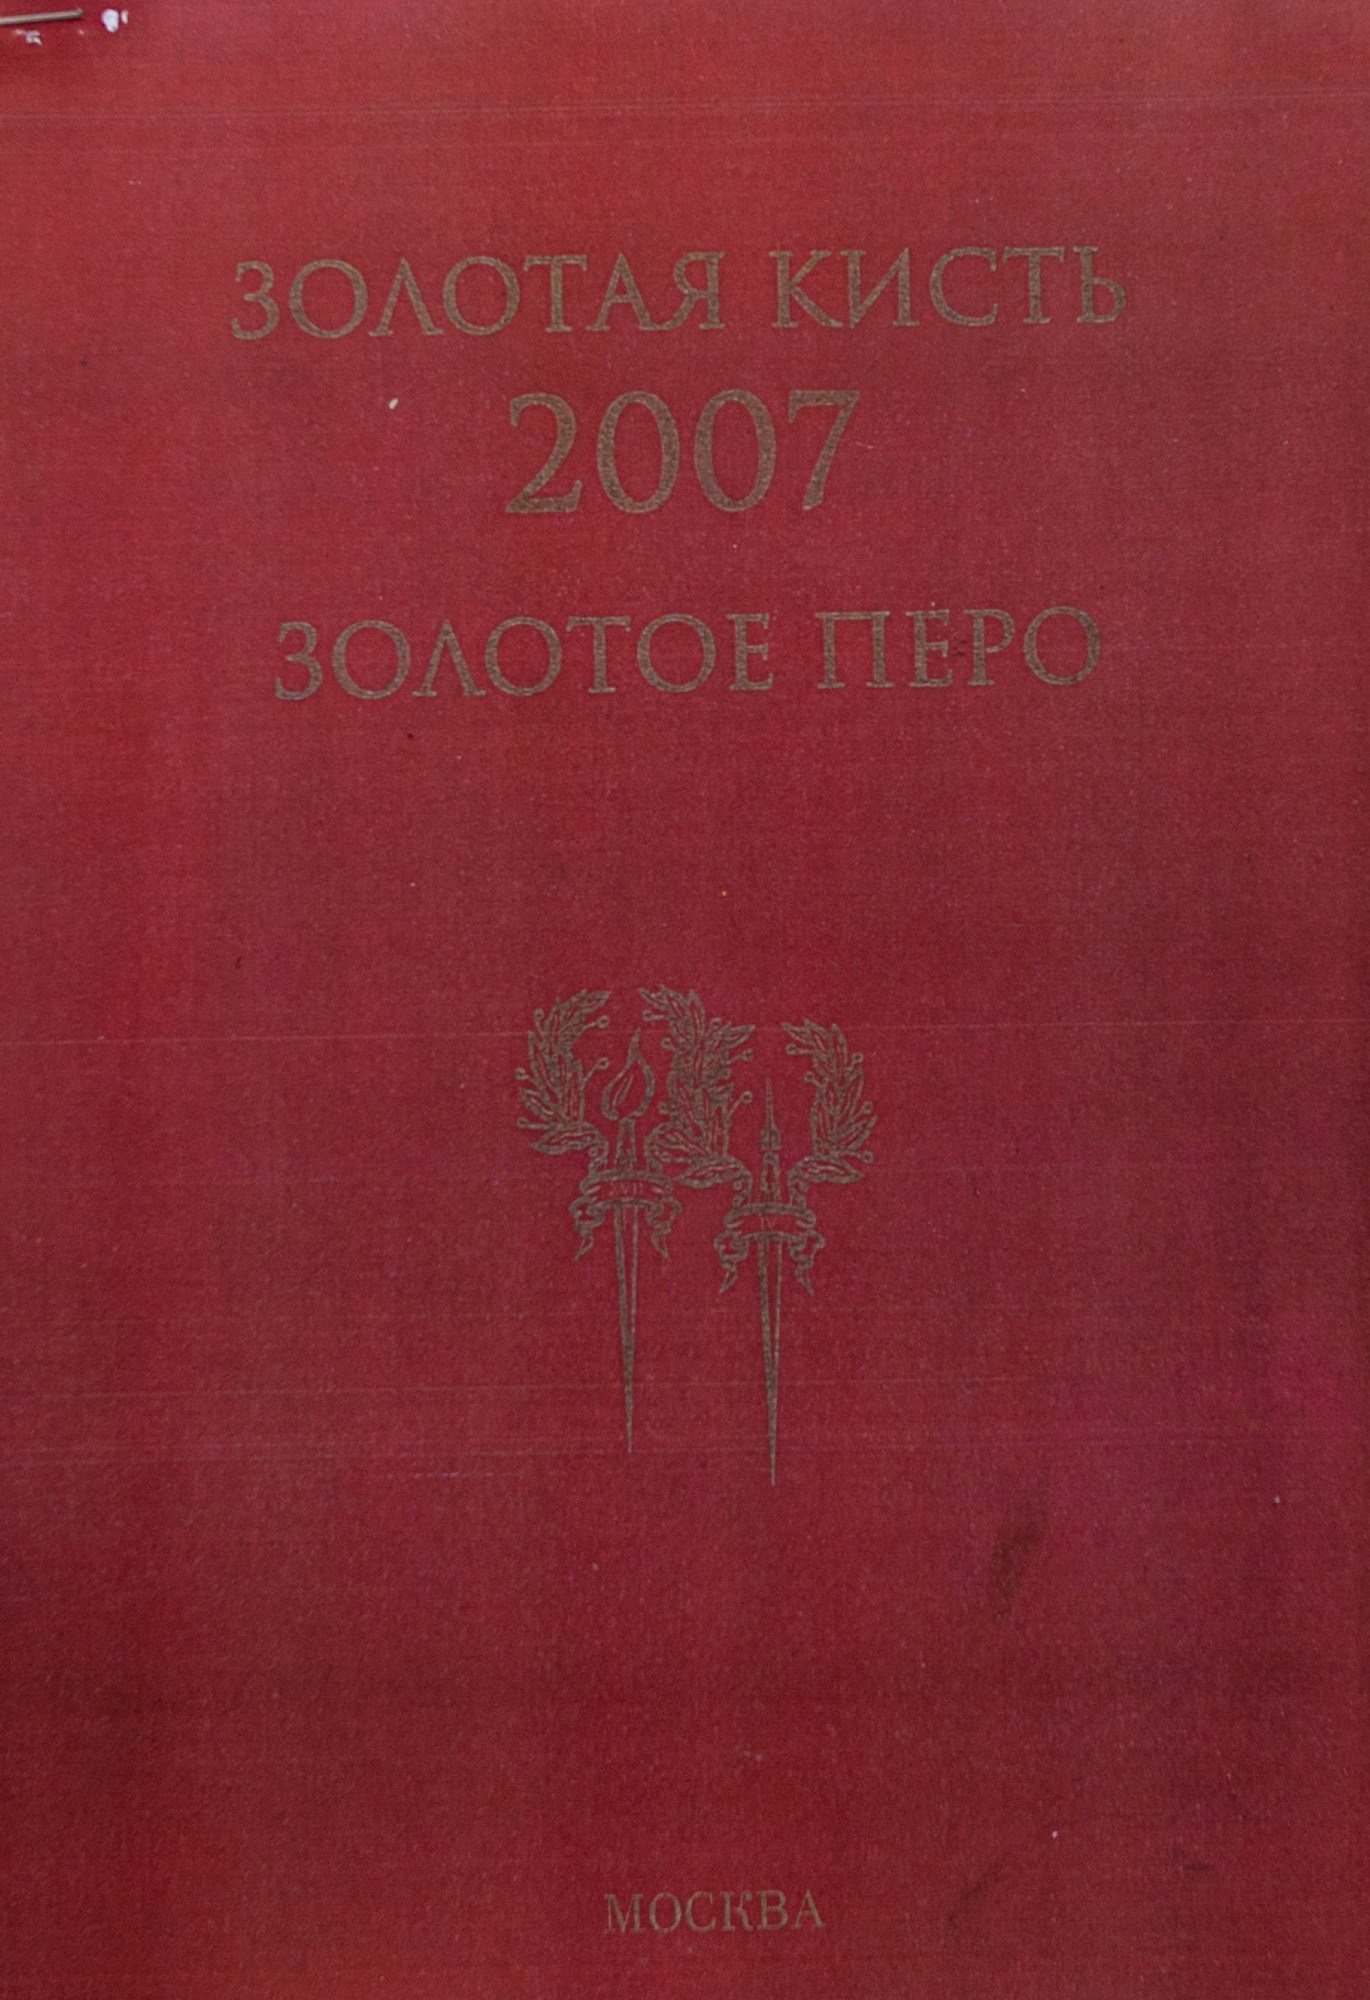 ЗОЛОТАЯ КИСТЬ
2007
ЗОЛОТОЕ ПЕРО
МОСКВА